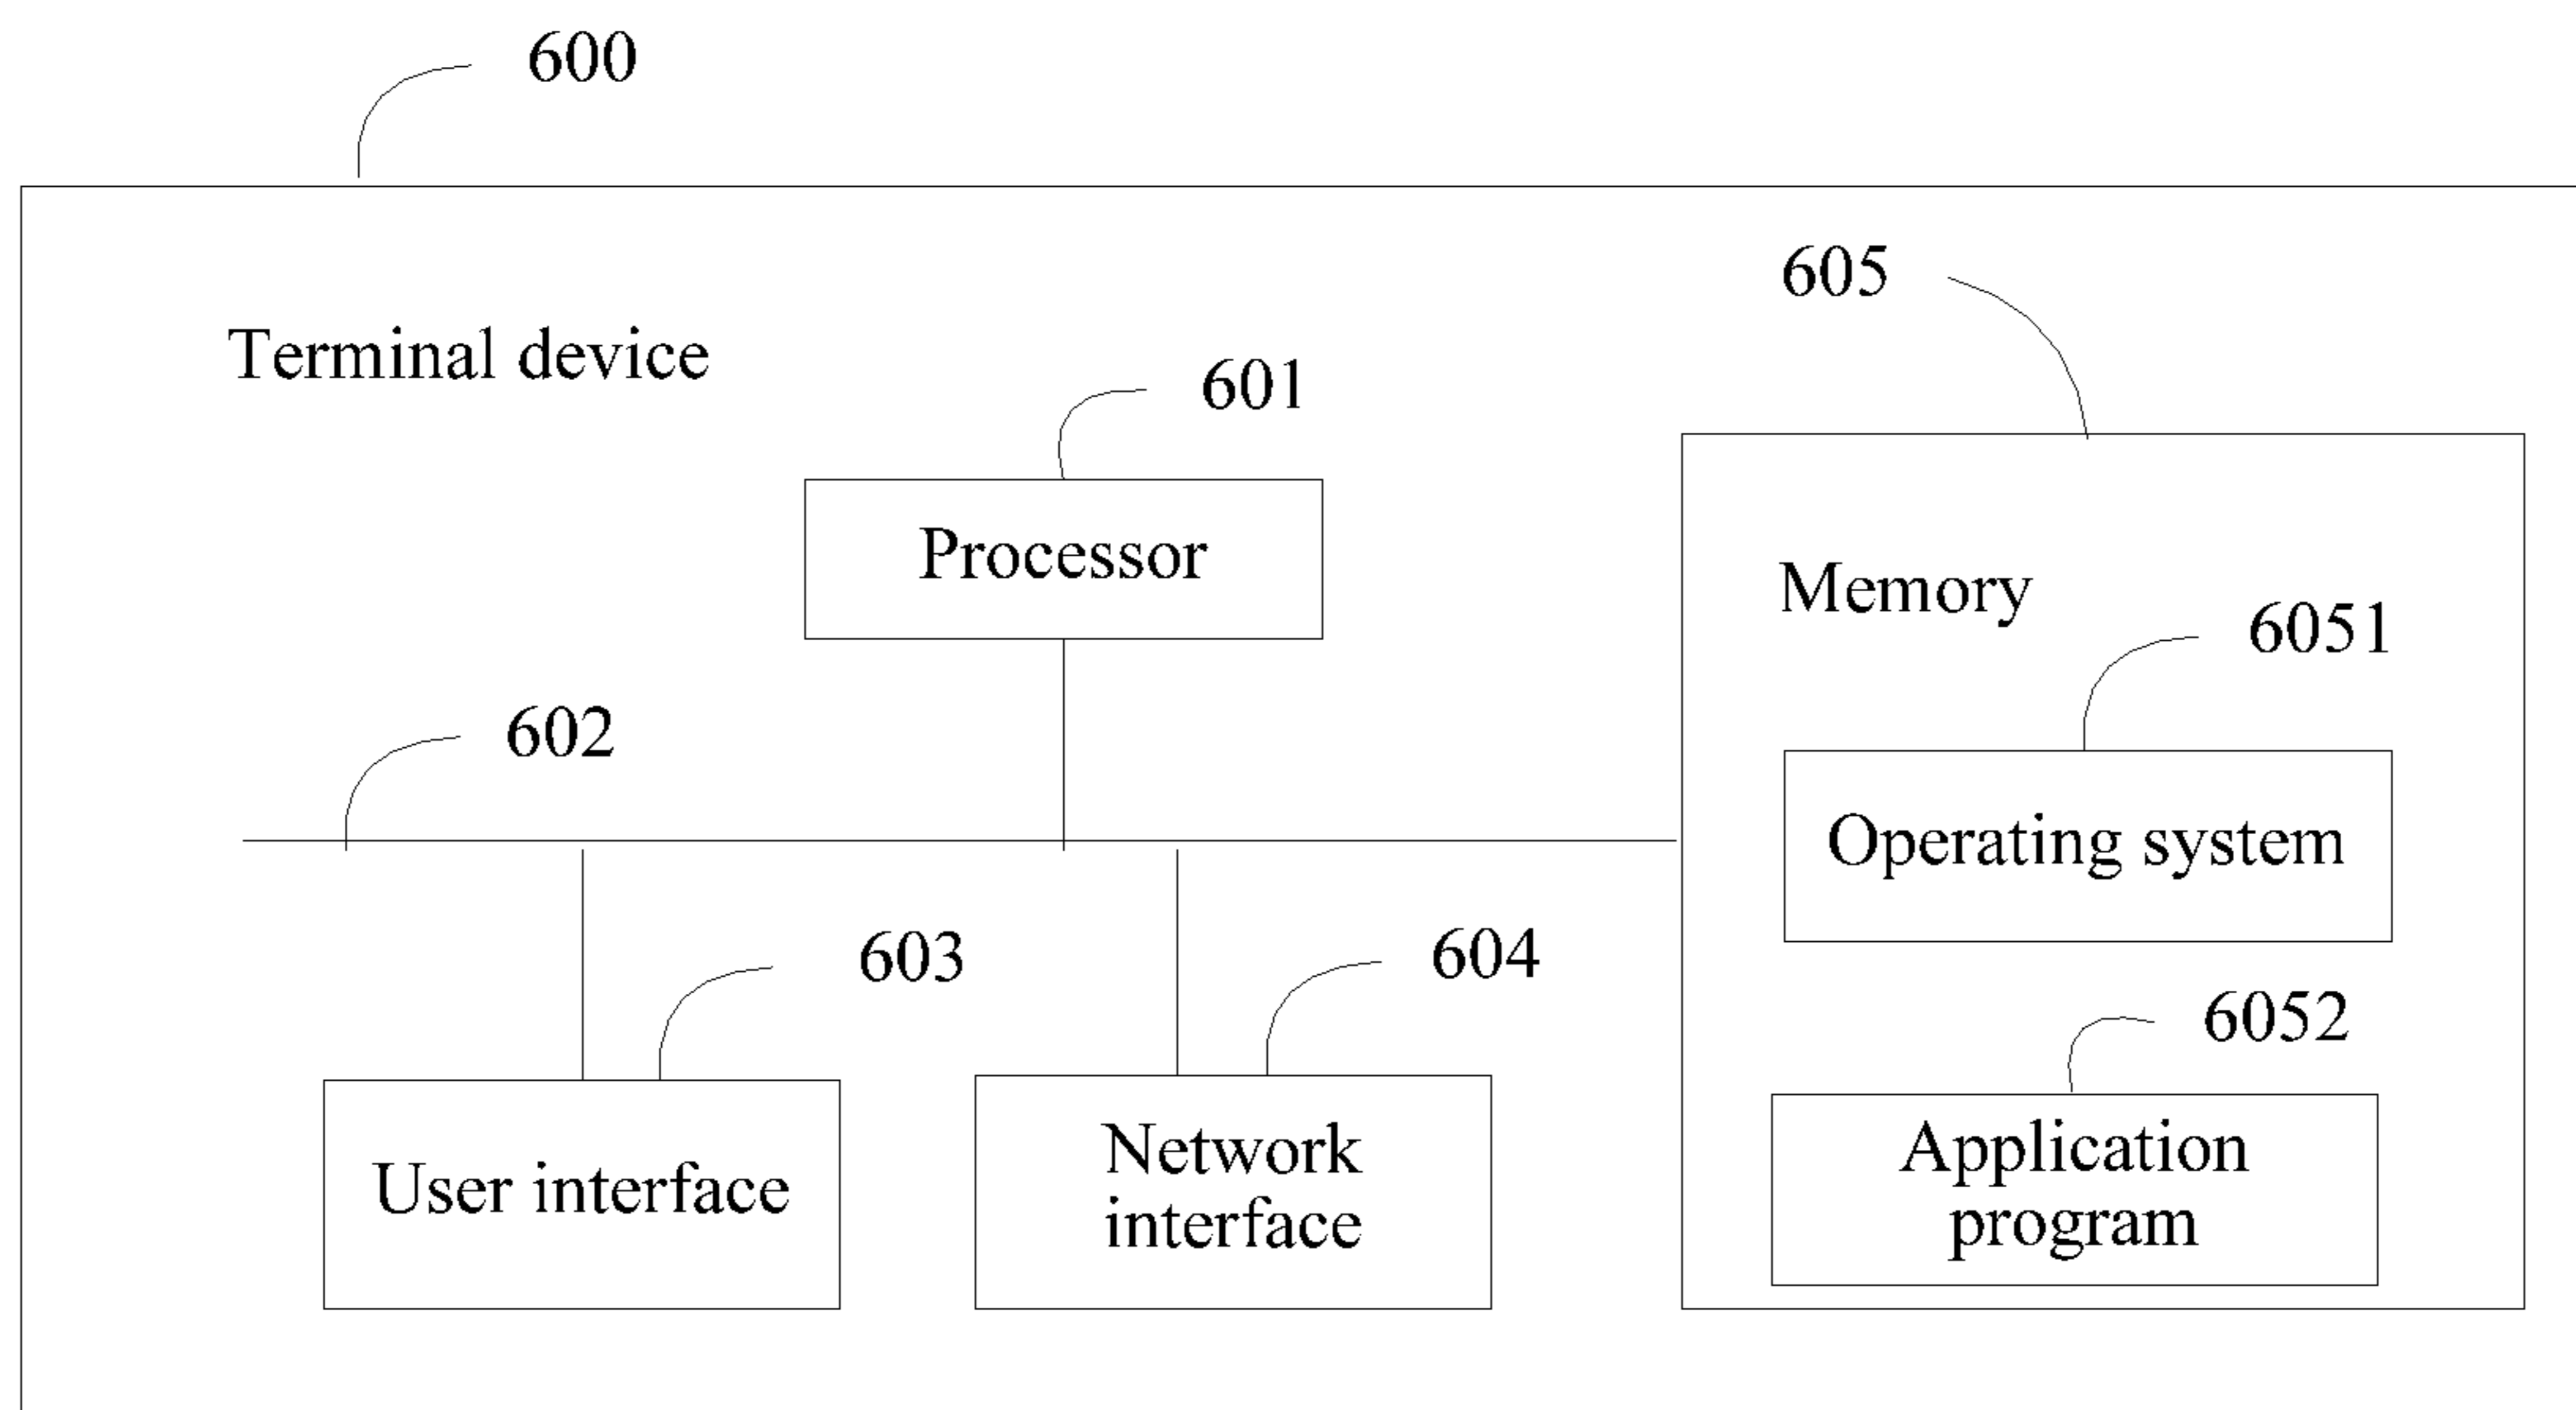 600
605
Terminal device
601
Processor
Memory
6051
602
Operating system
603
604
6052
User interface
Network
interface
Application
program